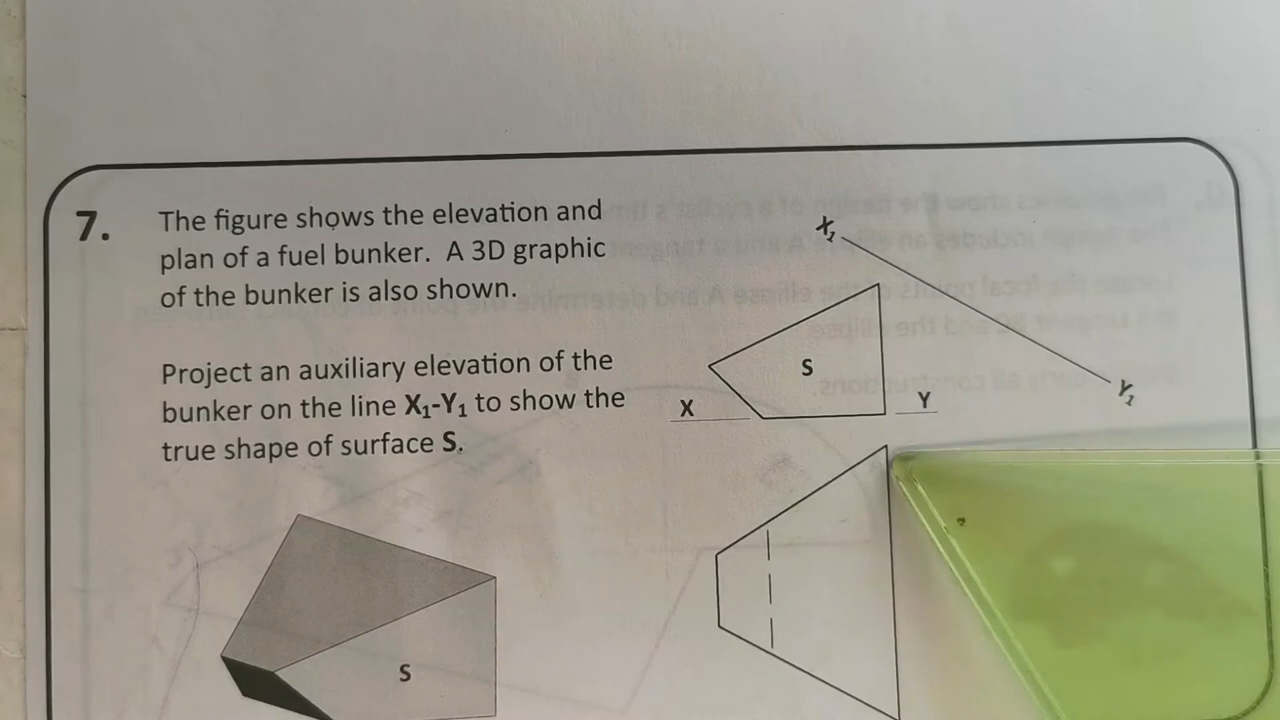 7.
The figure shows the elevation and
plan of a fuel bunker. A 3D graphic
of the bunker is also shown.
Project an auxiliary elevation of the
bunker on the line X₁-Y₁ to show the
true shape of surface S.
X₁
S
X
Y
Y₁
S